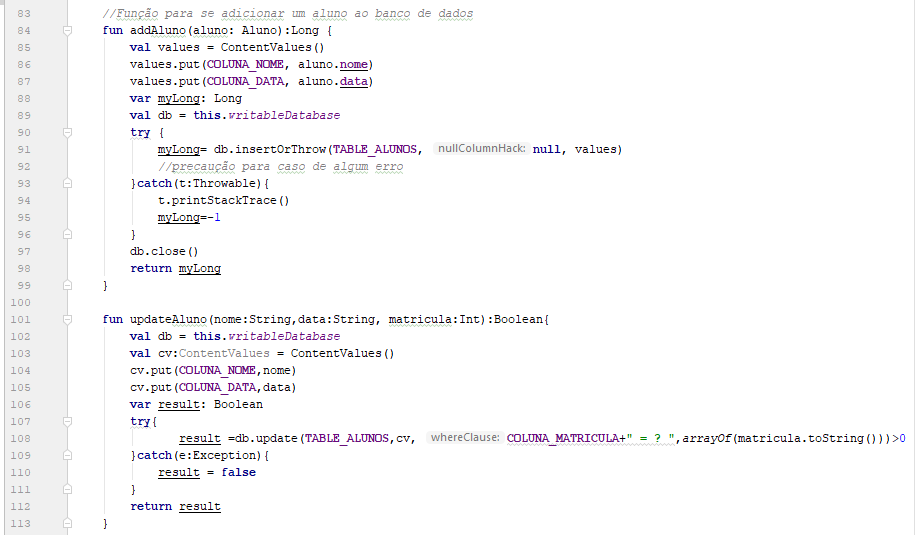 83 //Função para se adicionar um aluno ao banco de dados
84 fun addAluno(aluno: Aluno):Long {
85 val values = ContentValues()
86 values.put(COLUNA_NOME, aluno.nome)
87 values.put(COLUNA_DATA, aluno.data)
88 var myLong: Long
89 val db = this.writableDatabase
90 try {
91 myLong= db.insertOrThrow(TABLE_ALUNOS, nullColumnHack: null, values)
92 //precaução para caso de algum erro
93 }catch(t:Throwable){
94 t.printStackTrace()
95 myLong=-1
96 }
97 db.close()
98 return myLong
99 }
100
101 fun updateAluno(nome:String,data:String, matricula:Int):Boolean{
102 val db = this.writableDatabase
103 val cv:ContentValues = ContentValues()
104 cv.put(COLUNA_NOME,nome)
105 cv.put(COLUNA_DATA,data)
106 var result: Boolean
107 try{
108 result =db.update(TABLE_ALUNOS,cv, whereClause: COLUNA_MATRICULA+" = ? ",arrayOf(matricula.toString()))>0
109 }catch(e:Exception){
110 result = false
111 }
112 return result
113 }